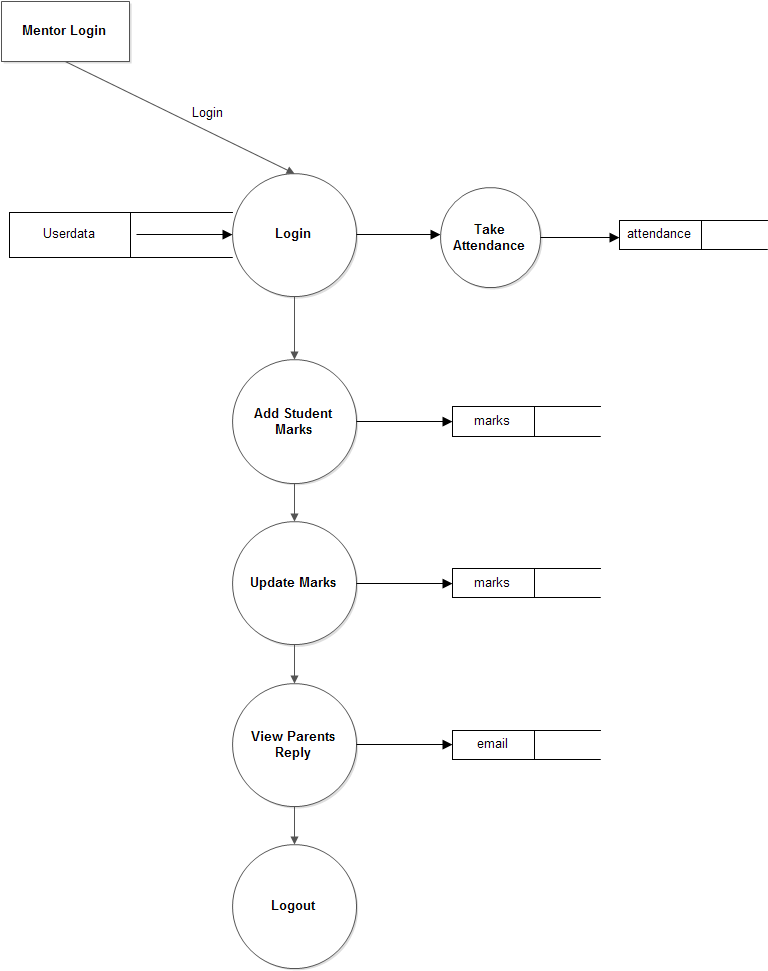 Mentor Login
Login
Userdata
Login
Take
Attendance
attendance
Add Student
Marks
marks
Update Marks
marks
View Parents
Reply
email
Logout